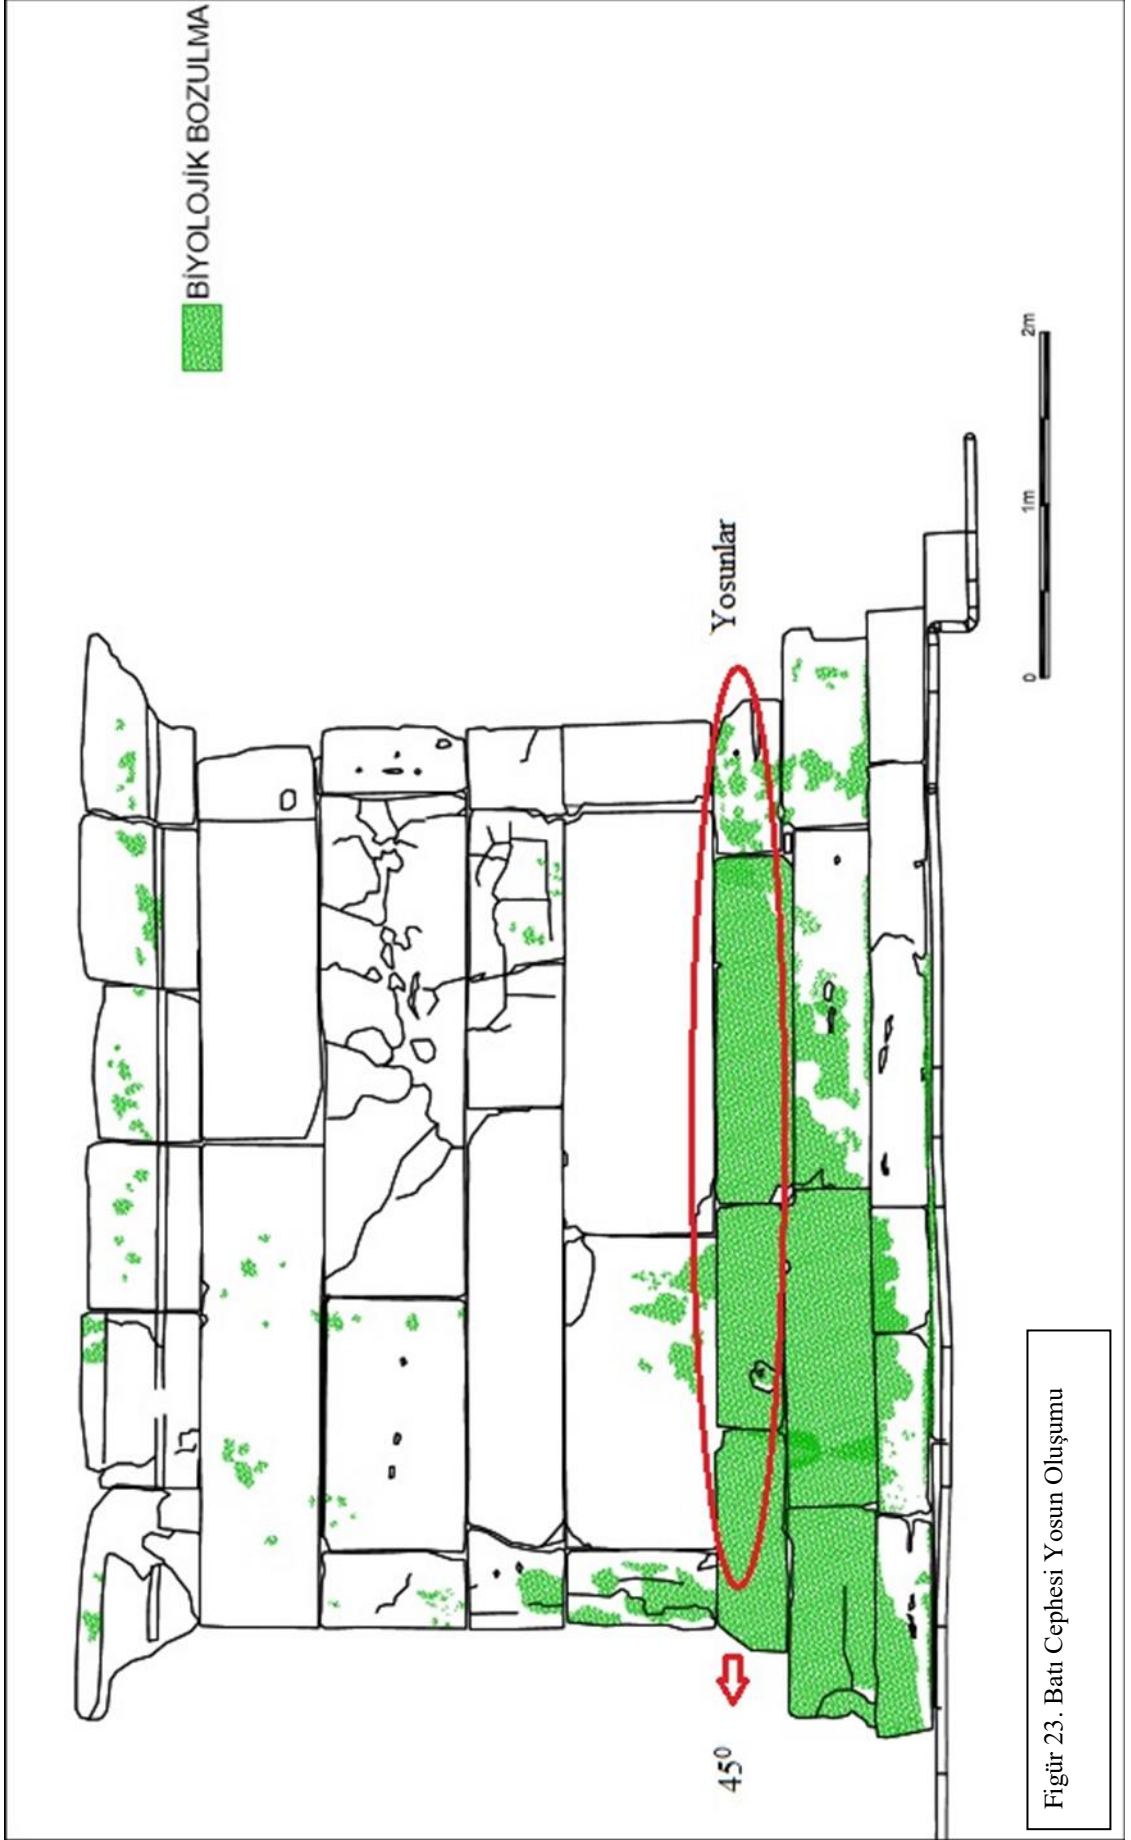 BİYOLOJİK BOZULMA
Yosunlar
45⁰
0 1m 2m
Figür 23. Batı Cephesi Yosun Oluşumu